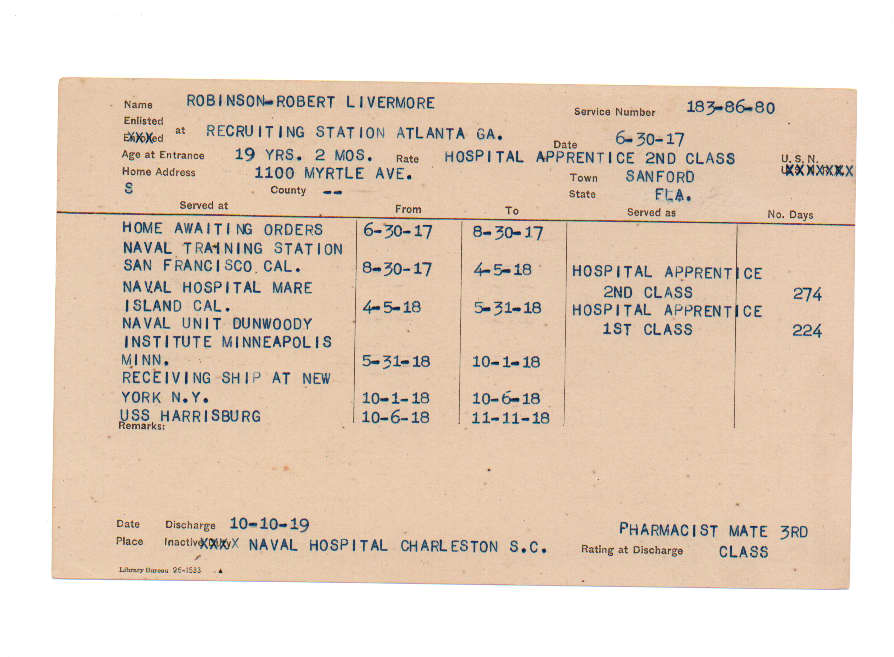 Name ROBINSON-ROBERT LIVERMORE Service Number 183-86-80
Enlisted
at RECRUITING STATION ATLANTA GA. Date 6-30-17
Age at Entrance 19 YRS. 2 MOS. Rate HOSPITAL APPRENTICE 2ND CLASS U. S. N.
Home Address 1100 MYRTLE AVE. Town SANFORD
S County -- State FLA.
Served at From To Served as No. Days
HOME AWAITING ORDERS 6-30-17 8-30-17
NAVAL TRAINING STATION
SAN FRANCISCO CAL. 8-30-17 4-5-18 HOSPITAL APPRENTICE
NAVAL HOSPITAL MARE 2ND CLASS 274
ISLAND CAL. 4-5-18 5-31-18 HOSPITAL APPRENTICE
NAVAL UNIT DUNWOODY 1ST CLASS 224
INSTITUTE MINNEAPOLIS
MINN. 5-31-18 10-1-18
RECEIVING SHIP AT NEW
YORK N.Y. 10-1-18 10-6-18
USS HARRISBURG 10-6-18 11-11-18
Remarks:
Date Discharge 10-10-19 PHARMACIST MATE 3RD
Place NAVAL HOSPITAL CHARLESTON S.C. Rating at Discharge CLASS
Library Bureau 26-1533